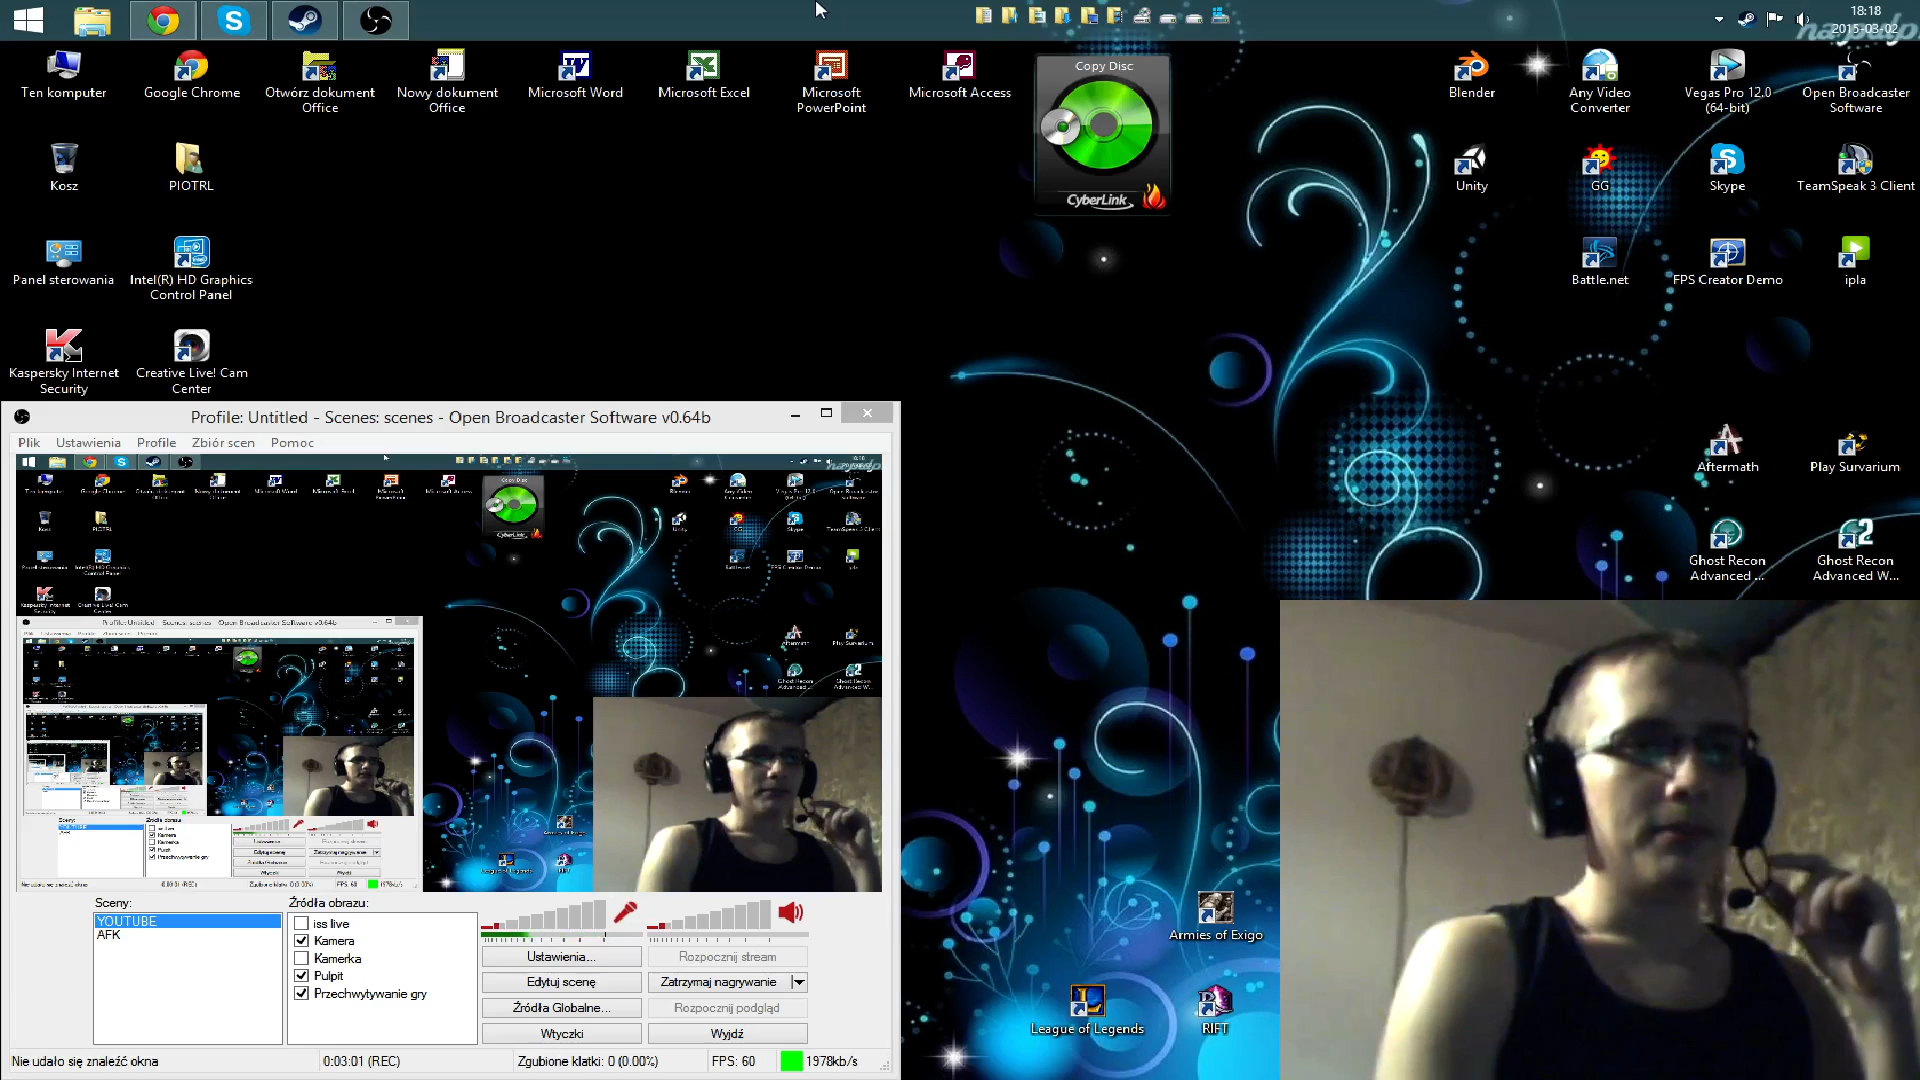 18:18
2015-03-02
Ten komputer
Google Chrome
Otwórz dokument
Office
Nowy dokument
Office
Microsoft Word
Microsoft Excel
Microsoft
PowerPoint
Microsoft Access
Copy Disc
CyberLink
Blender
Any Video
Converter
Vegas Pro 12.0
(64-bit)
Open Broadcaster
Software
Kosz
PIOTRL
Unity
GG
Skype
TeamSpeak 3 Client
Panel sterowania
Intel(R) HD Graphics
Control Panel
Battle.net
FPS Creator Demo
ipla
Kaspersky Internet
Security
Creative Live! Cam
Center
Aftermath
Play Survarium
Ghost Recon
Advanced ...
Ghost Recon
Advanced W...
Armies of Exigo
League of Legends
RIFT
Profile: Untitled - Scenes: scenes - Open Broadcaster Software v0.64b
Plik Ustawienia Profile Zbiór scen Pomoc
Sceny:
YOUTUBE
AFK
Źródła obrazu:
iss live
Kamera
Kamerka
Pulpit
Przechwytywanie gry
Ustawienia...
Rozpocznij stream
Edytuj scenę
Zatrzymaj nagrywanie
Źródła Globalne...
Rozpocznij podgląd
Wtyczki
Wyjdź
Nie udało się znaleźć okna
0:03:01 (REC)
Zgubione klatki: 0 (0.00%)
FPS: 60
1978kb/s